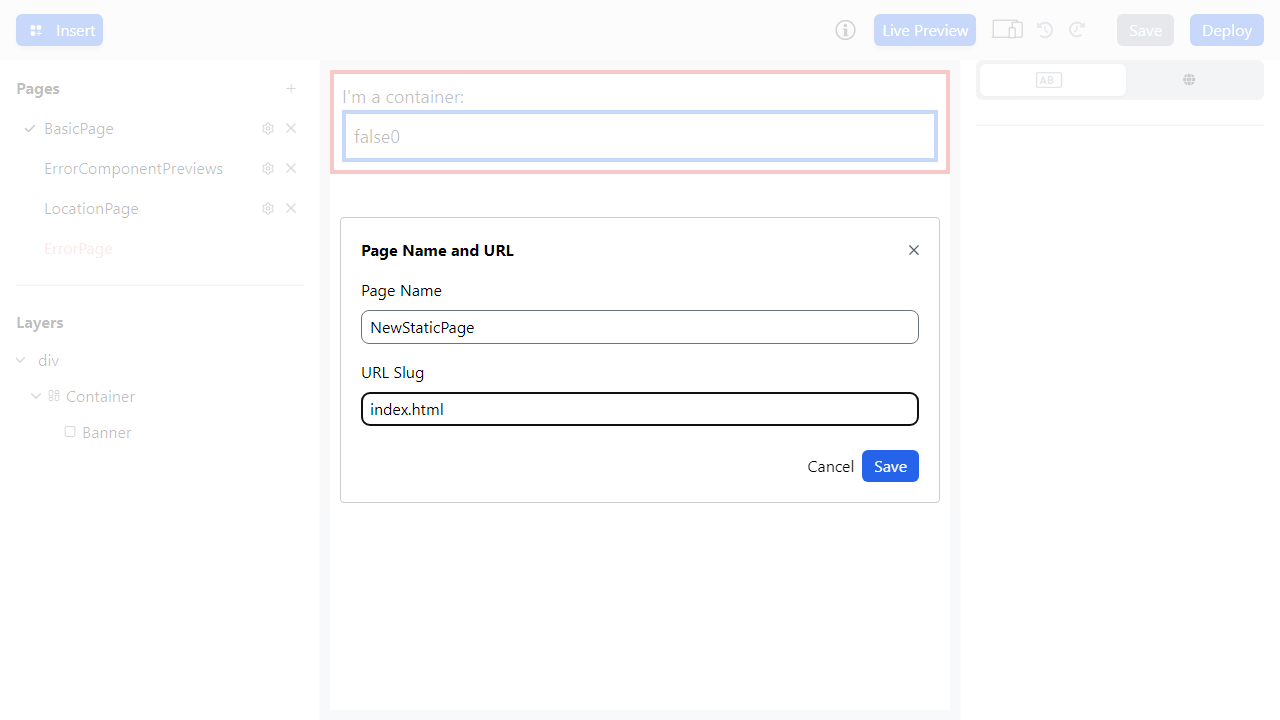 Insert
Live Preview
Save
Deploy
Pages
BasicPage
ErrorComponentPreviews
LocationPage
ErrorPage
Layers
div
Container
Banner
I'm a container:
false0
Page Name and URL
Page Name
NewStaticPage
URL Slug
index.html
Cancel
Save
AB